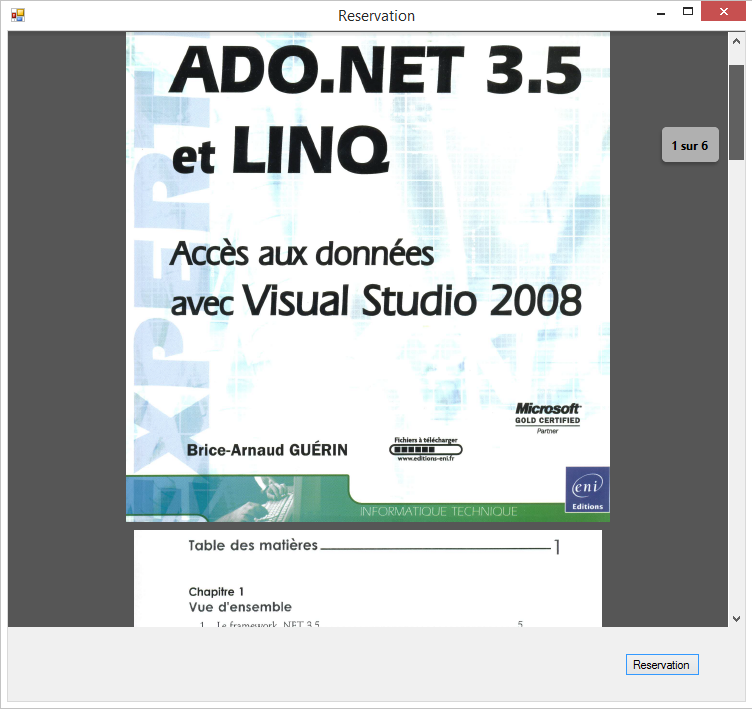 Reservation
ADO.NET 3.5
et LINQ
1 sur 6
EXPERT
Accès aux données
avec Visual Studio 2008
Microsoft
GOLD CERTIFIED
Partner
Brice-Arnaud GUÉRIN
Fichiers à télécharger
www.editions-eni.fr
eni
Editions
INFORMATIQUE TECHNIQUE
Table des matières 1
Chapitre 1
Vue d'ensemble
1. Le framework .NET 3.5 5
Reservation